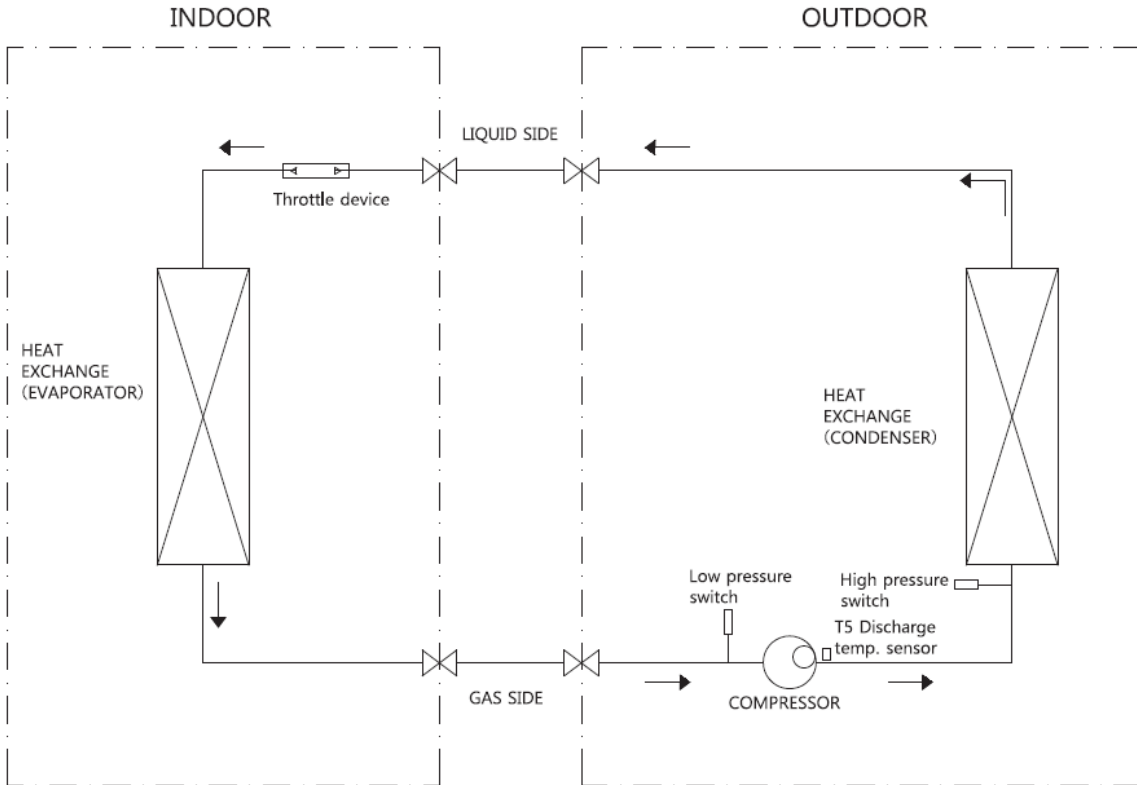 INDOOR
OUTDOOR
LIQUID SIDE
Throttle device
HEAT
EXCHANGE
(EVAPORATOR)
HEAT
EXCHANGE
(CONDENSER)
Low pressure
switch
High pressure
switch
T5 Discharge
temp. sensor
GAS SIDE
COMPRESSOR